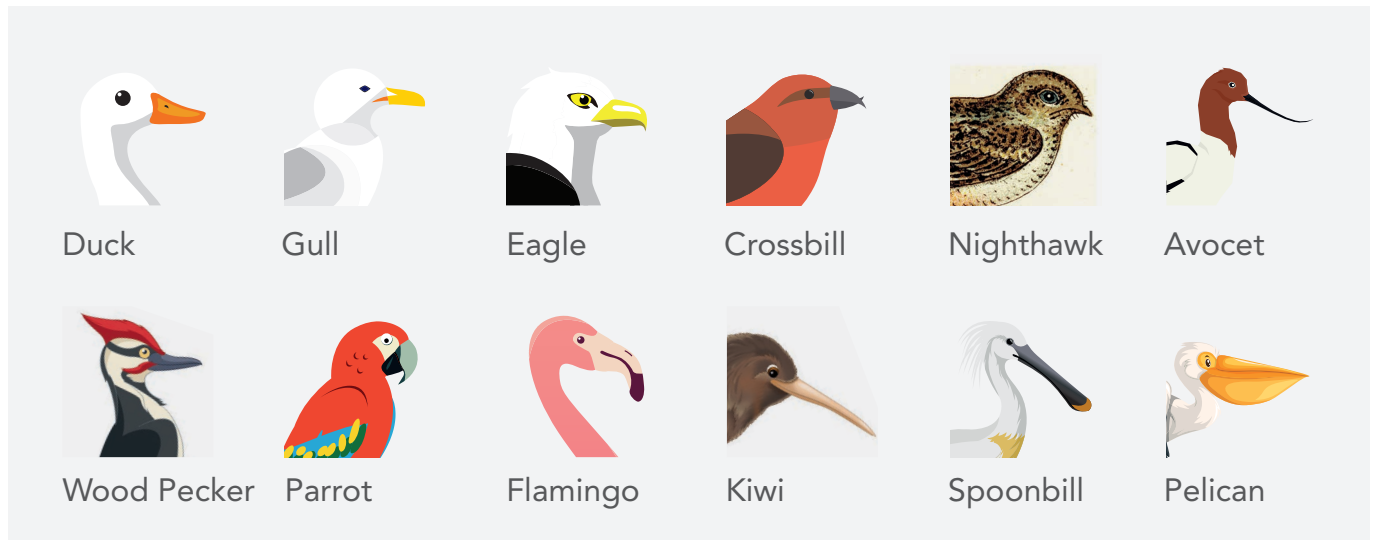 Duck Gull Eagle Crossbill Nighthawk Avocet
Wood Pecker Parrot Flamingo Kiwi Spoonbill Pelican